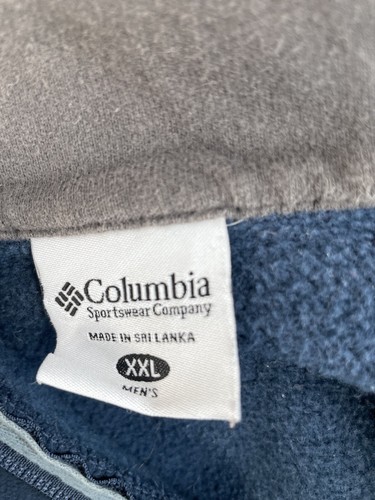 Columbia
Sportswear Company
MADE IN SRI LANKA
XXL
MEN'S